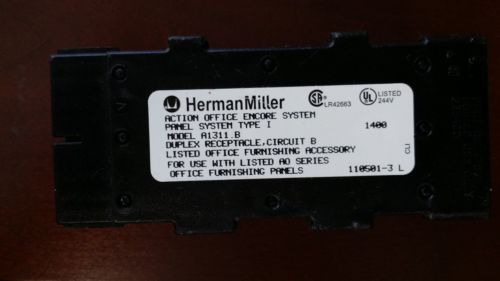 HermanMiller
LR42663
LISTED 244V
ACTION OFFICE ENCORE SYSTEM
PANEL SYSTEM TYPE I 1400
MODEL A1311.B
DUPLEX RECEPTACLE,CIRCUIT B
LISTED OFFICE FURNISHING ACCESSORY
FOR USE WITH LISTED AO SERIES
OFFICE FURNISHING PANELS 110501-3 L